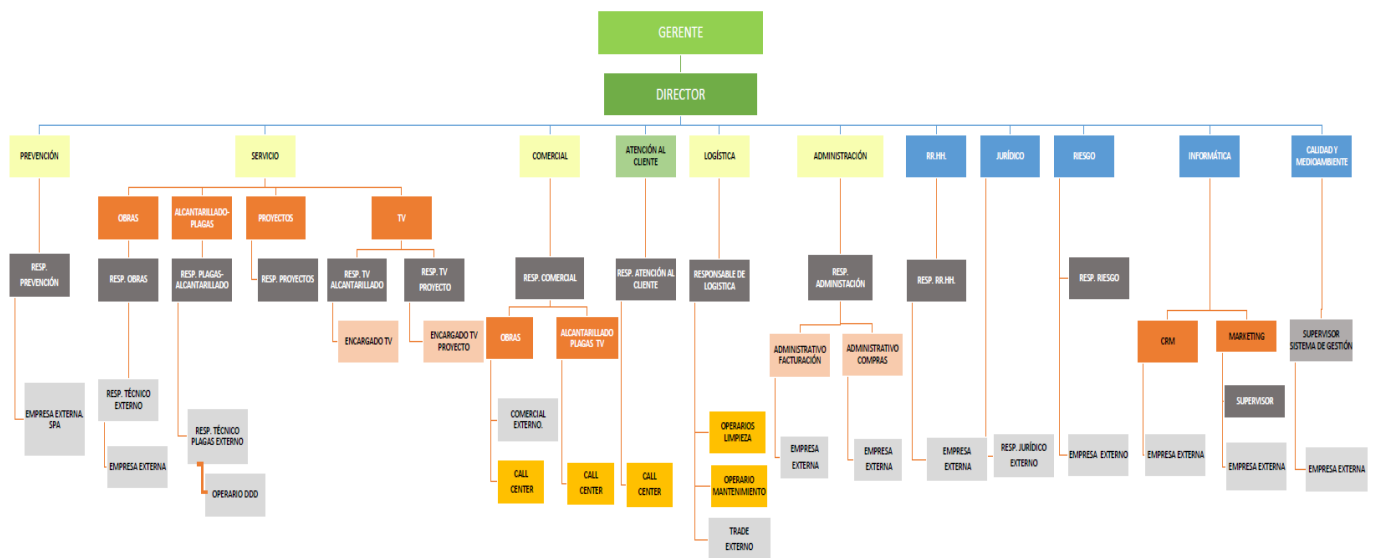 GERENTE
DIRECTOR
PREVENCIÓN
SERVICIO
COMERCIAL
ATENCIÓN AL
CLIENTE
LOGÍSTICA
ADMINISTRACIÓN
RR.HH.
JURÍDICO
RIESGO
INFORMÁTICA
CALIDAD Y
MEDIOAMBIENTE
OBRAS
ALCANTARILLADO-
PLAGAS
PROYECTOS
TV
RESP.
PREVENCIÓN
RESP. OBRAS
RESP. PLAGAS-
ALCANTARILLADO
RESP. PROYECTOS
RESP. TV
ALCANTARILLADO
RESP. TV
PROYECTO
RESP. COMERCIAL
RESP. ATENCIÓN AL
CLIENTE
RESPONSABLE DE
LOGISTICA
RESP.
ADMINISTACIÓN
RESP. RR.HH.
RESP. RIESGO
ENCARGADO TV
ENCARGADO TV
PROYECTO
OBRAS
ALCANTARILLADO
PLAGAS TV
ADMINISTRATIVO
FACTURACIÓN
ADMINISTRATIVO
COMPRAS
CRM
MARKETING
SUPERVISOR
SISTEMA DE GESTIÓN
EMPRESA EXTERNA.
SPA
RESP. TÉCNICO
EXTERNO
RESP. TÉCNICO
PLAGAS EXTERNO
COMERCIAL
EXTERNO.
OPERARIOS
LIMPIEZA
SUPERVISOR
EMPRESA EXTERNA
OPERARIO DDD
CALL
CENTER
CALL
CENTER
CALL
CENTER
OPERARIO
MANTENIMIENTO
TRADE
EXTERNO
EMPRESA
EXTERNA
EMPRESA
EXTERNA
EMPRESA
EXTERNA
RESP. JURÍDICO
EXTERNO
EMPRESA EXTERNO
EMPRESA EXTERNA
EMPRESA EXTERNA
EMPRESA EXTERNA